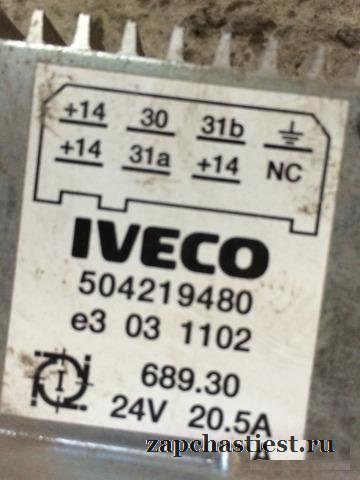 +14 30 31b
+14 31a +14 NC
IVECO
504219480
e3 03 1102
1 689.30
24V 20.5A
zapchastiest.ru